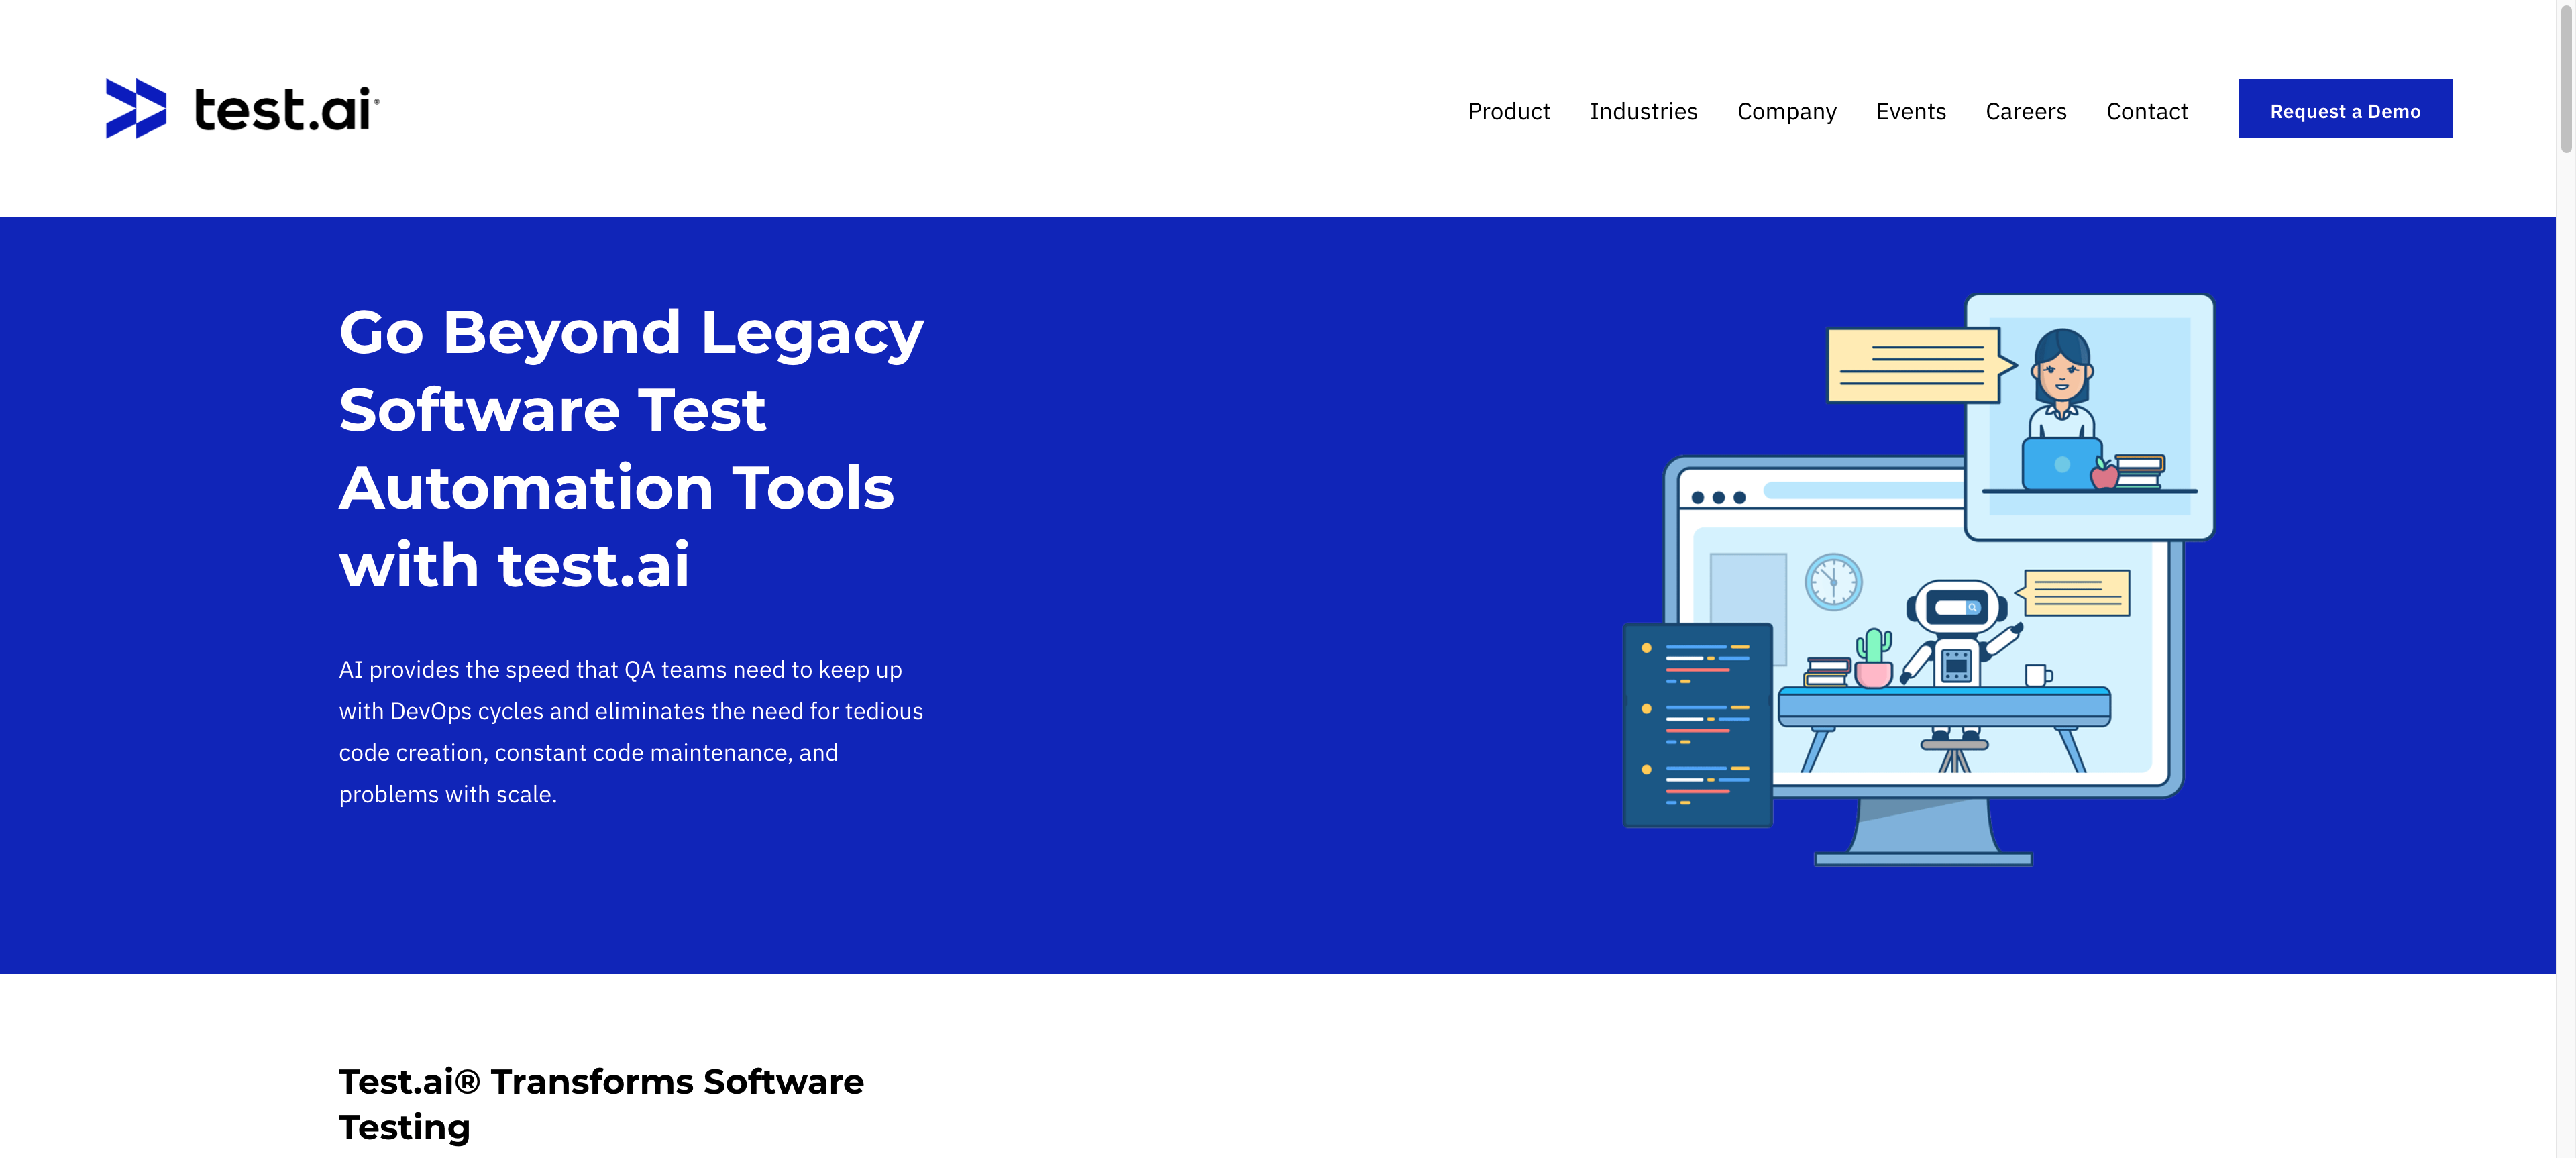 test.ai®
Product Industries Company Events Careers Contact Request a Demo
Go Beyond Legacy
Software Test
Automation Tools
with test.ai
AI provides the speed that QA teams need to keep up
with DevOps cycles and eliminates the need for tedious
code creation, constant code maintenance, and
problems with scale.
Test.ai® Transforms Software
Testing